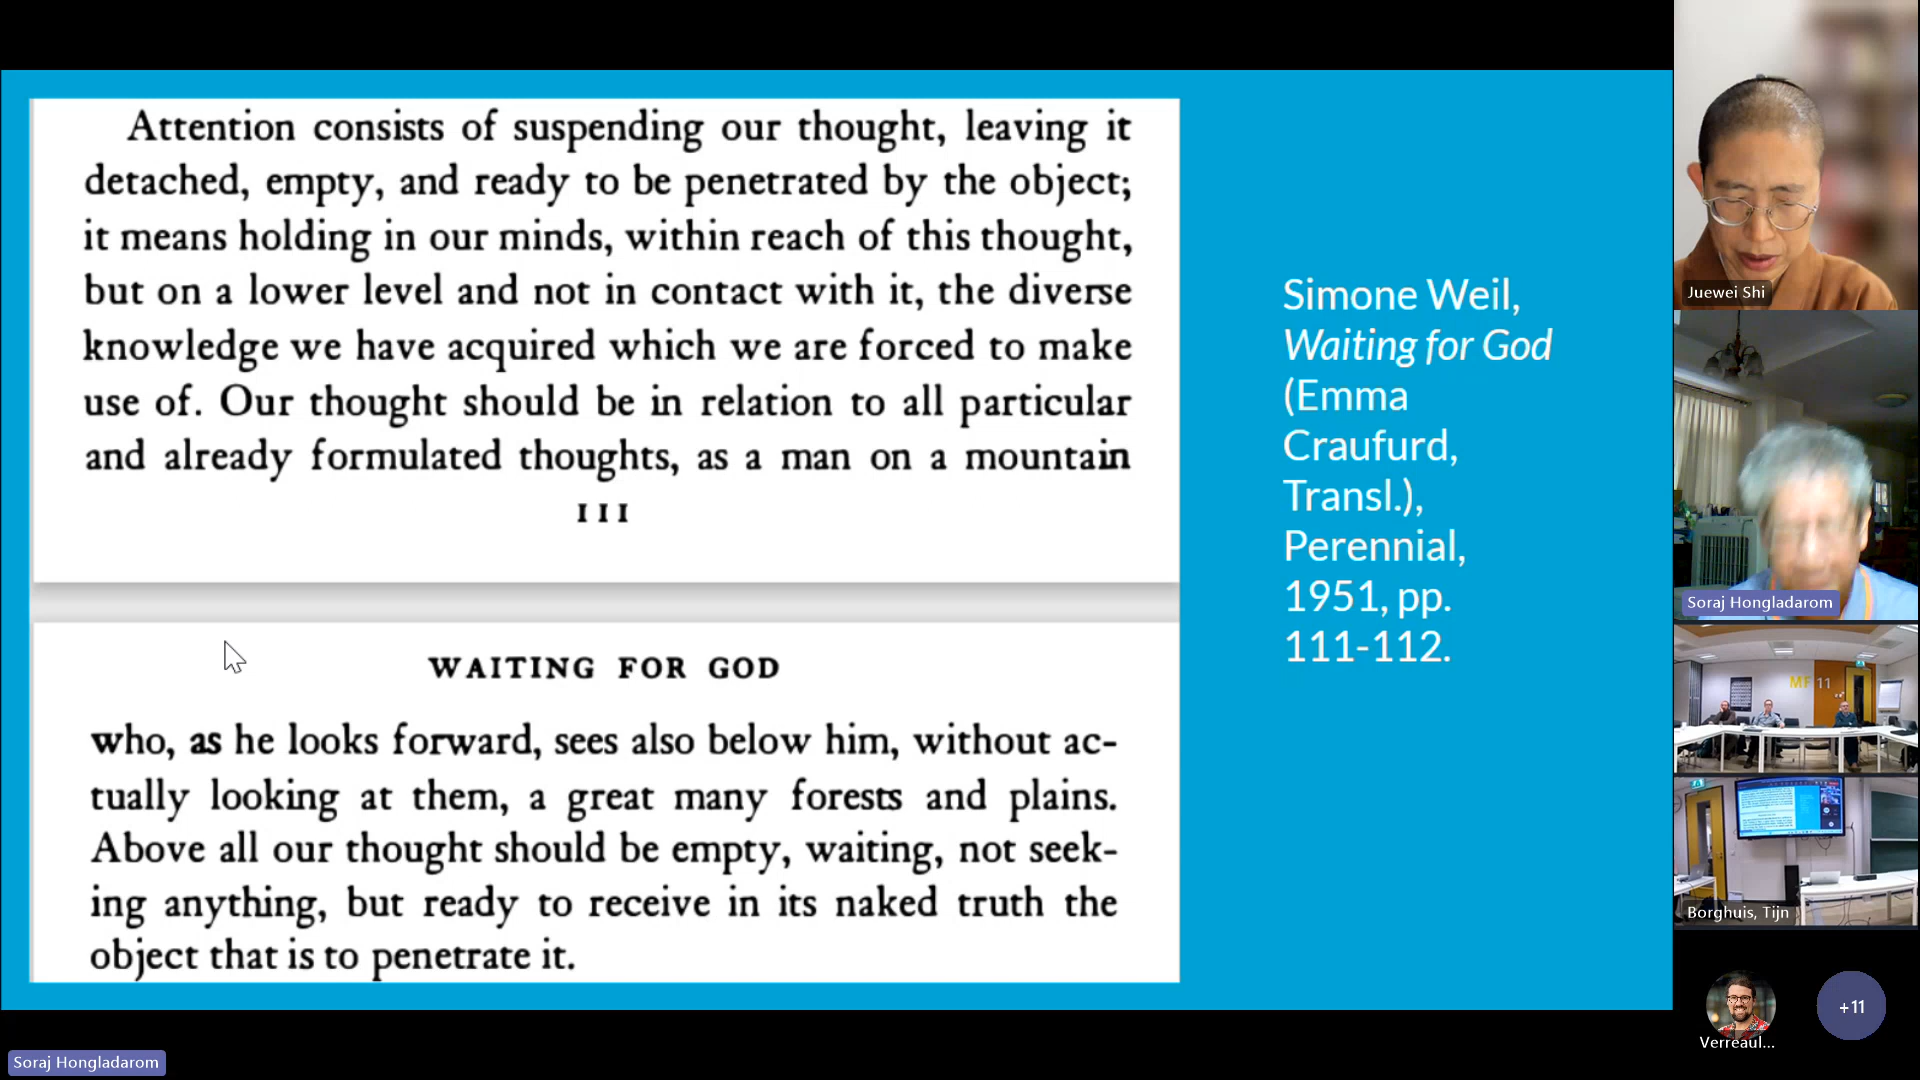 Attention consists of suspending our thought, leaving it
detached, empty, and ready to be penetrated by the object;
it means holding in our minds, within reach of this thought,
but on a lower level and not in contact with it, the diverse
knowledge we have acquired which we are forced to make
use of. Our thought should be in relation to all particular
and already formulated thoughts, as a man on a mountain
III
WAITING FOR GOD
who, as he looks forward, sees also below him, without ac-
tually looking at them, a great many forests and plains.
Above all our thought should be empty, waiting, not seek-
ing anything, but ready to receive in its naked truth the
object that is to penetrate it.
Simone Weil,
Waiting for God
(Emma
Craufurd,
Transl.),
Perennial,
1951, pp.
111-112.
Juewei Shi
Soraj Hongladarom
MF 11
Borghuis, Tijn
Verreaul...
+11
Soraj Hongladarom